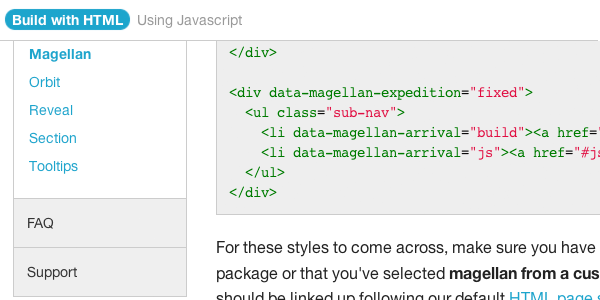 Build with HTML Using Javascript
Magellan
Orbit
Reveal
Section
Tooltips
FAQ
Support
</div>
<div data-magellan-expedition="fixed">
<ul class="sub-nav">
<li data-magellan-arrival="build"><a href="
<li data-magellan-arrival="js"><a href="#js
</ul>
</div>
For these styles to come across, make sure you have
package or that you've selected magellan from a cus
should be linked up following our default HTML page s